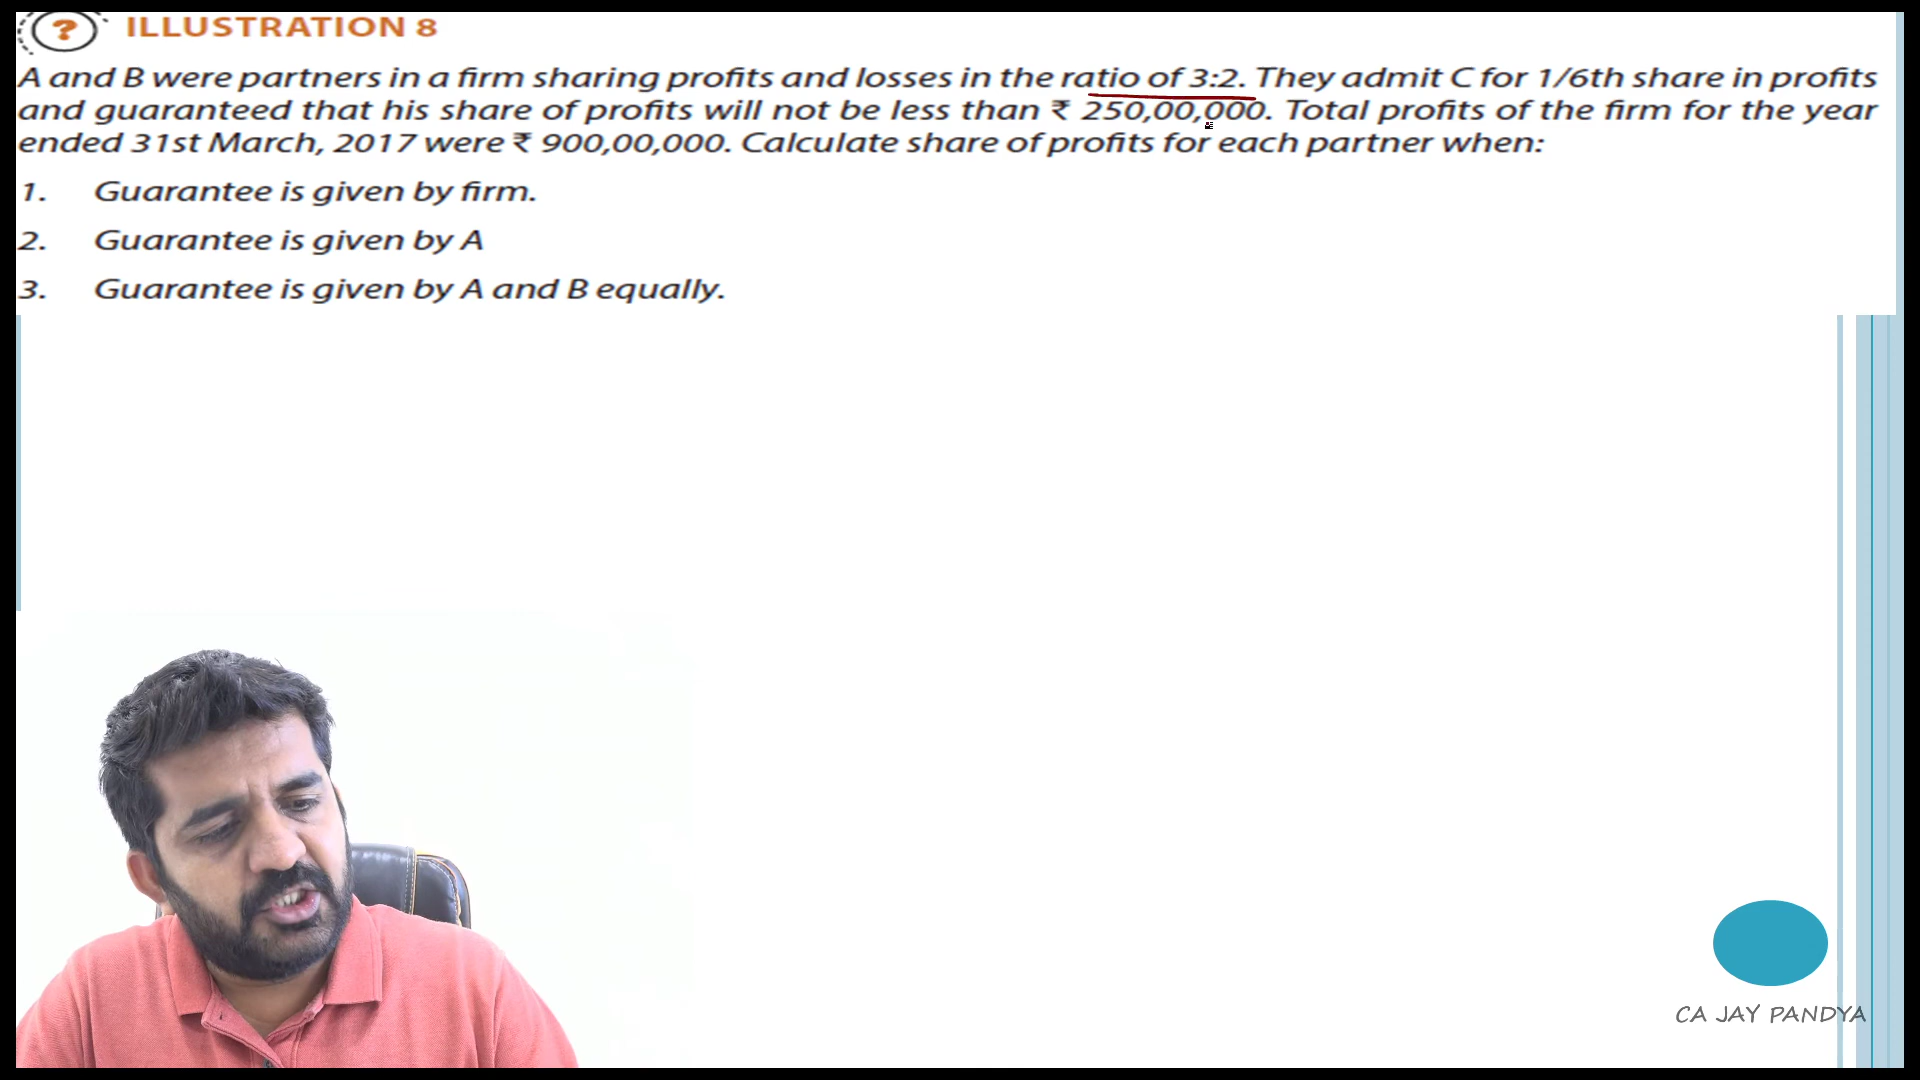 ? ILLUSTRATION 8
A and B were partners in a firm sharing profits and losses in the ratio of 3:2. They admit C for 1/6th share in profits
and guaranteed that his share of profits will not be less than ₹ 250,00,000. Total profits of the firm for the year
ended 31st March, 2017 were ₹ 900,00,000. Calculate share of profits for each partner when:
1. Guarantee is given by firm.
2. Guarantee is given by A
3. Guarantee is given by A and B equally.
CA JAY PANDYA